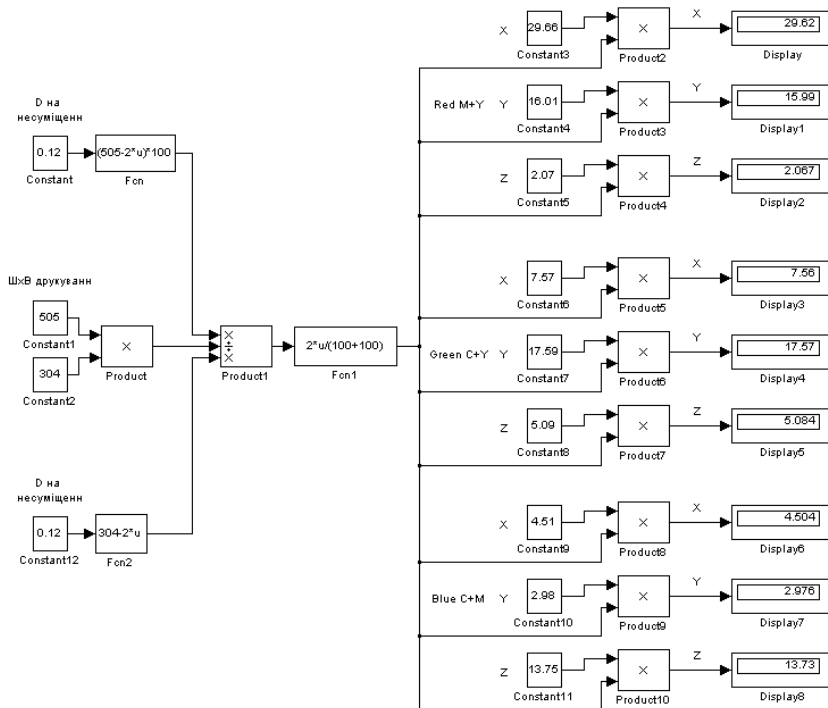 X
29.66
Constant3
×
Product2
X
29.62
Display
Red M+Y
Y
16.01
Constant4
×
Product3
Y
15.99
Display1
Z
2.07
Constant5
×
Product4
Z
2.067
Display2
D на
несуміщенн
0.12
Constant
(505-2*u)*100
Fcn
ШxВ друкуванн
505
Constant1
304
Constant2
×
Product
×
÷
×
Product1
2*u/(100+100)
Fcn1
X
7.57
Constant6
×
Product5
X
7.56
Display3
Green C+Y
Y
17.59
Constant7
×
Product6
Y
17.57
Display4
Z
5.09
Constant8
×
Product7
Z
5.084
Display5
D на
несуміщенн
0.12
Constant12
304-2*u
Fcn2
X
4.51
Constant9
×
Product8
X
4.504
Display6
Blue C+M
Y
2.98
Constant10
×
Product9
Y
2.976
Display7
Z
13.75
Constant11
×
Product10
Z
13.73
Display8